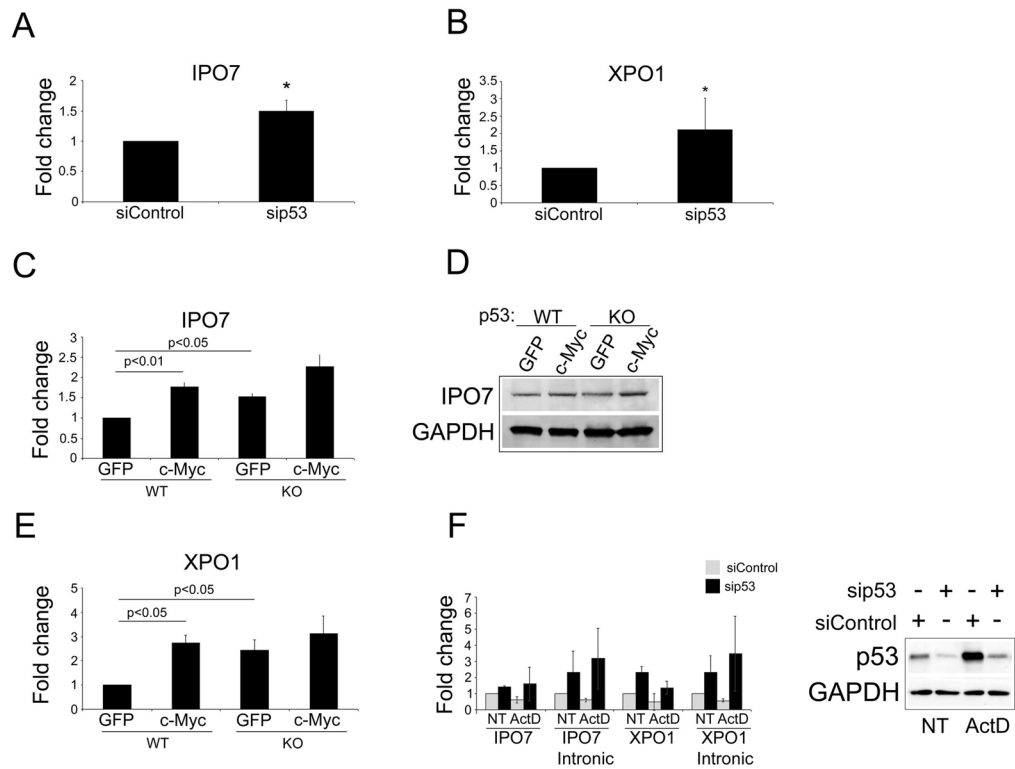 A
IPO7
Fold change
2
1.5
1
0.5
0
*
siControl
sip53
B
XPO1
Fold change
3.5
3
2.5
2
1.5
1
0.5
0
*
siControl
sip53
C
IPO7
Fold change
3
2.5
2
1.5
1
0.5
0
p<0.05
p<0.01
GFP c-Myc GFP c-Myc
WT KO
D
p53: WT KO
GFP c-Myc GFP c-Myc
IPO7
GAPDH
E
XPO1
Fold change
5
4
3
2
1
0
p<0.05
p<0.05
GFP c-Myc GFP c-Myc
WT KO
F
siControl
sip53
Fold change
7
6
5
4
3
2
1
0
NT ActD NT ActD NT ActD NT ActD
IPO7 IPO7 XPO1 XPO1
Intronic Intronic
sip53 - + - +
siControl + - + -
p53
GAPDH
NT ActD